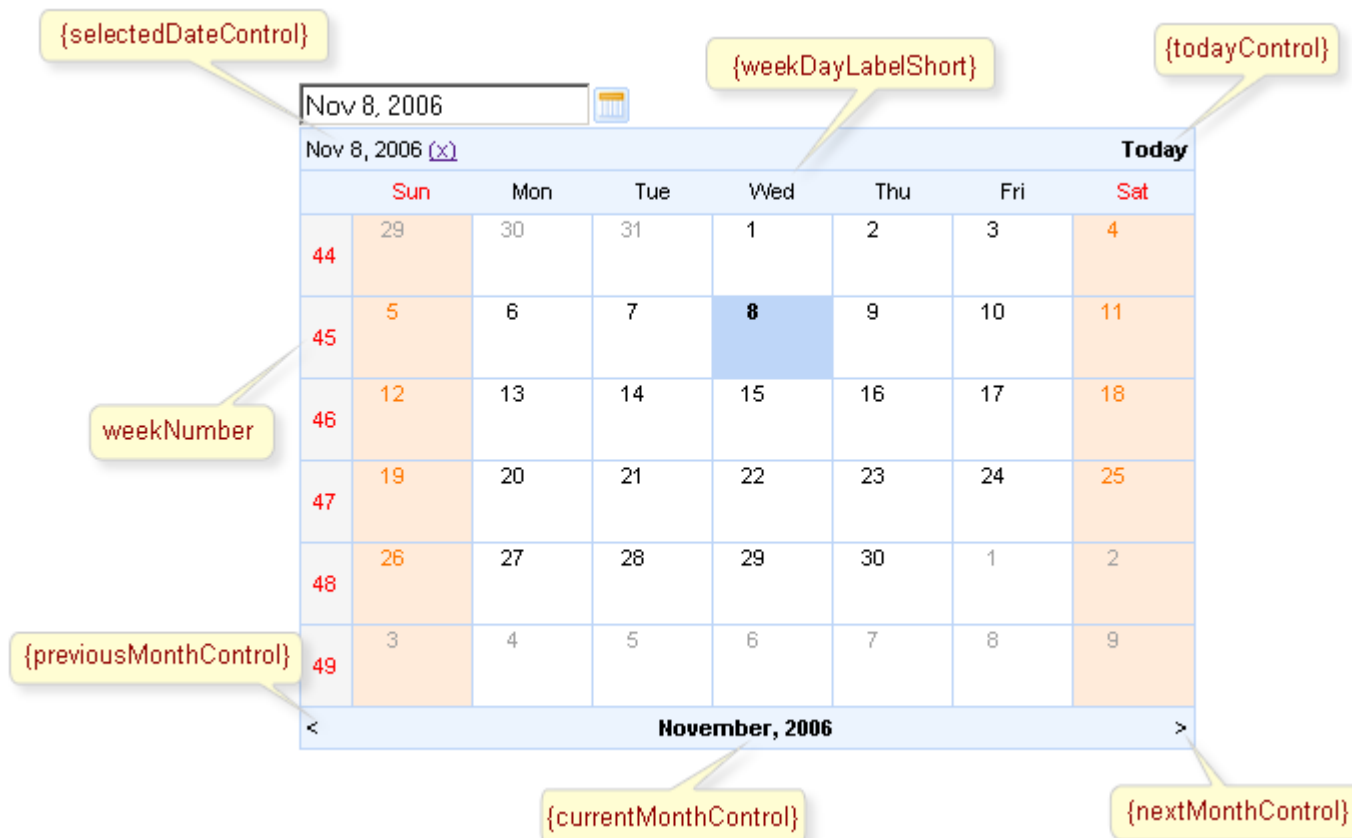 {selectedDateControl}
{weekDayLabelShort}
{todayControl}
Nov 8, 2006
Nov 8, 2006 (x) Today
Sun Mon Tue Wed Thu Fri Sat
44 29 30 31 1 2 3 4
45 5 6 7 8 9 10 11
weekNumber
46 12 13 14 15 16 17 18
47 19 20 21 22 23 24 25
48 26 27 28 29 30 1 2
{previousMonthControl}
49 3 4 5 6 7 8 9
< November, 2006 >
{currentMonthControl}
{nextMonthControl}